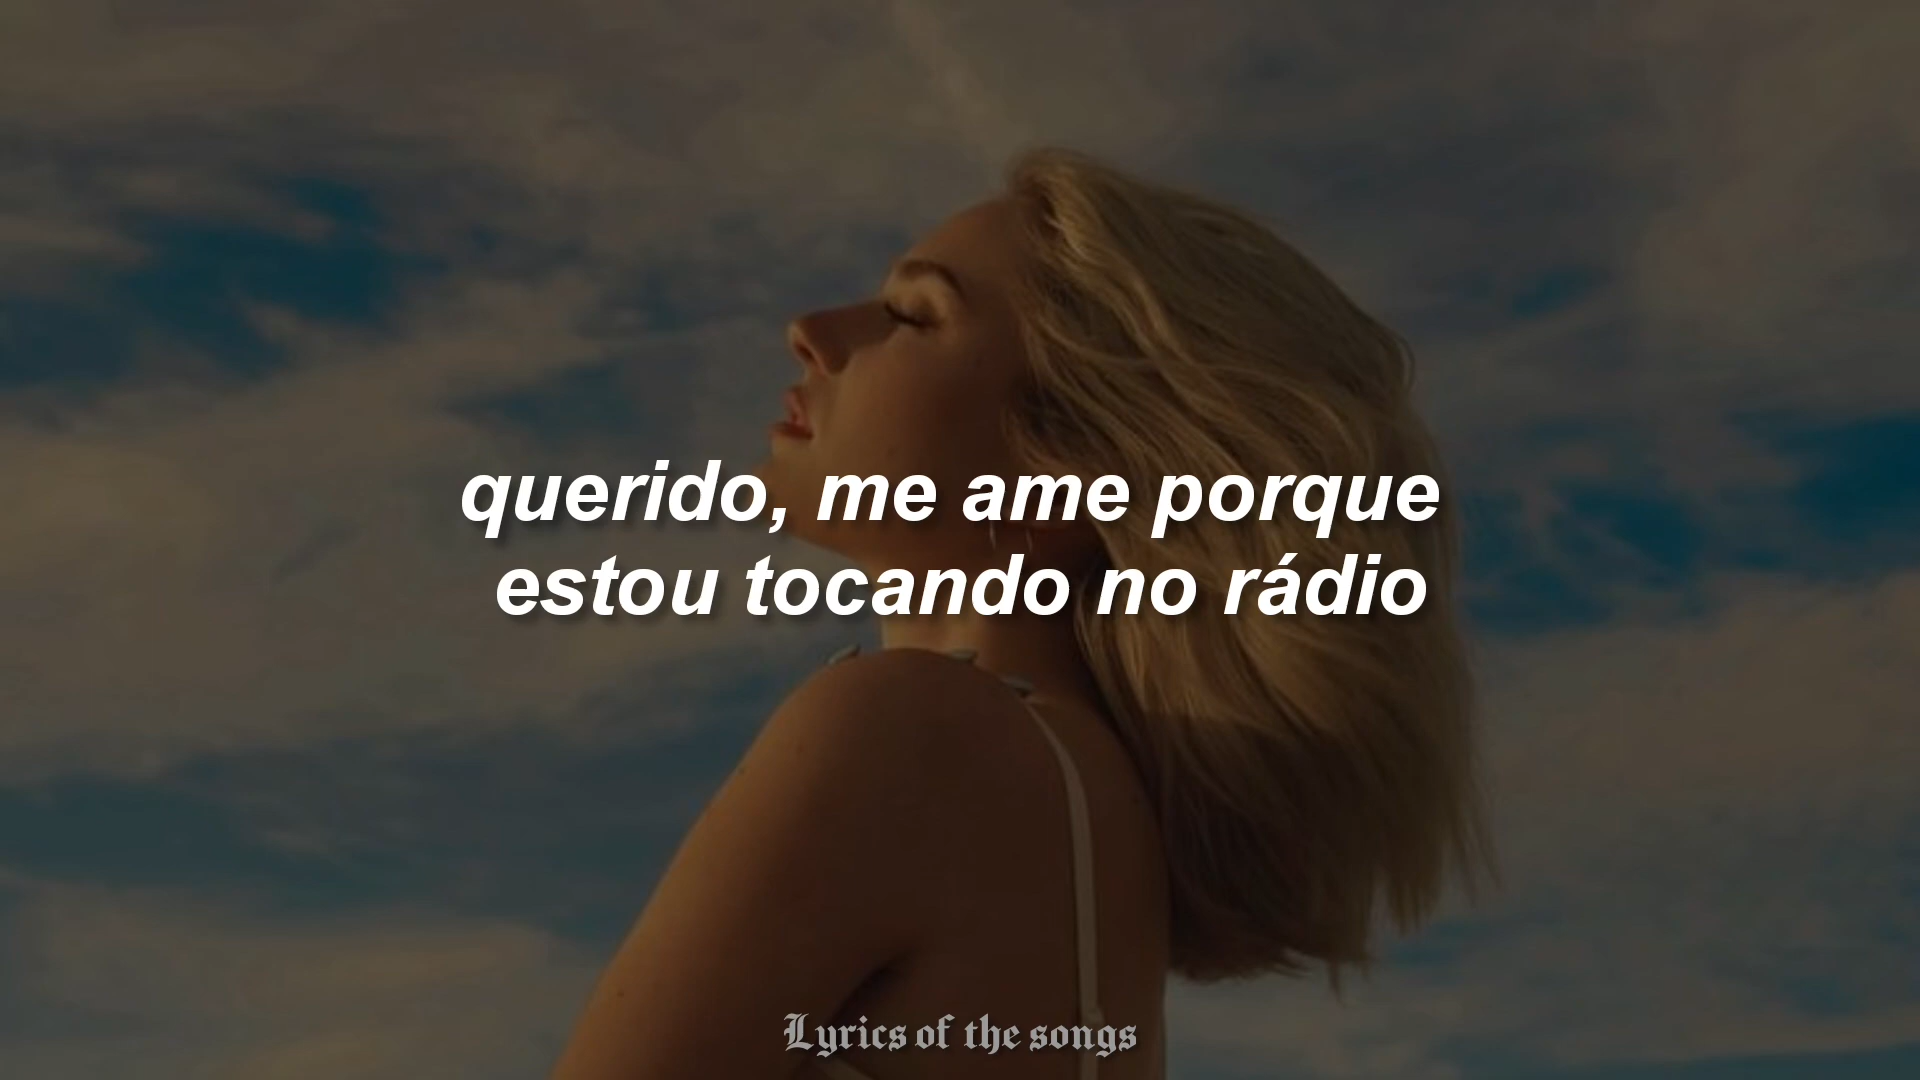 querido, me ame porque
estou tocando no rádio
Lyrics of the songs